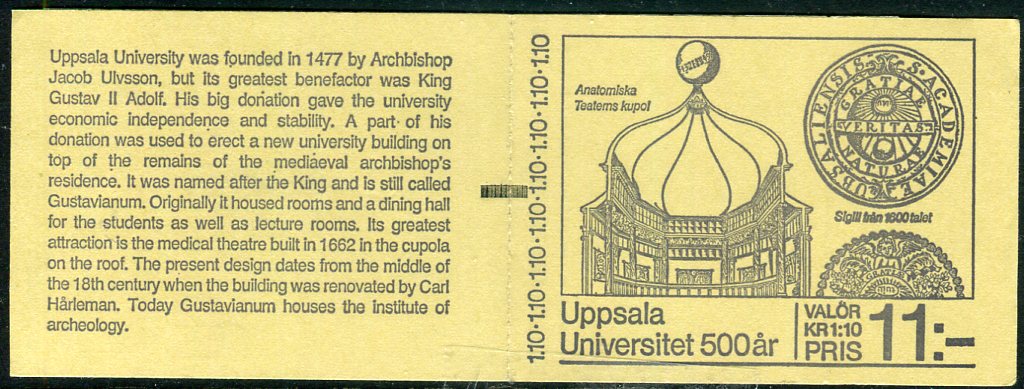 Uppsala University was founded in 1477 by Archbishop
Jacob Ulvsson, but its greatest benefactor was King
Gustav II Adolf. His big donation gave the university
economic independence and stability. A part of his
donation was used to erect a new university building on
top of the remains of the mediaeval archbishop's
residence. It was named after the King and is still called
Gustavianum. Originally it housed rooms and a dining hall
for the students as well as lecture rooms. Its greatest
attraction is the medical theatre built in 1662 in the cupola
on the roof. The present design dates from the middle of
the 18th century when the building was renovated by Carl
Hårleman. Today Gustavianum houses the institute of
archeology.
1.10·1.10·1.10·1.10·1.10·1.10·1.10·1.10
Anatomiska
Teaterns kupol
SIGILL·ACADEMIAE UBSALIENSIS
GRATIAE
VERITAS
NATURAE
Sigill från 1600talet
Uppsala
Universitet 500 år
VALÖR
KR 1:10
PRIS
11:-